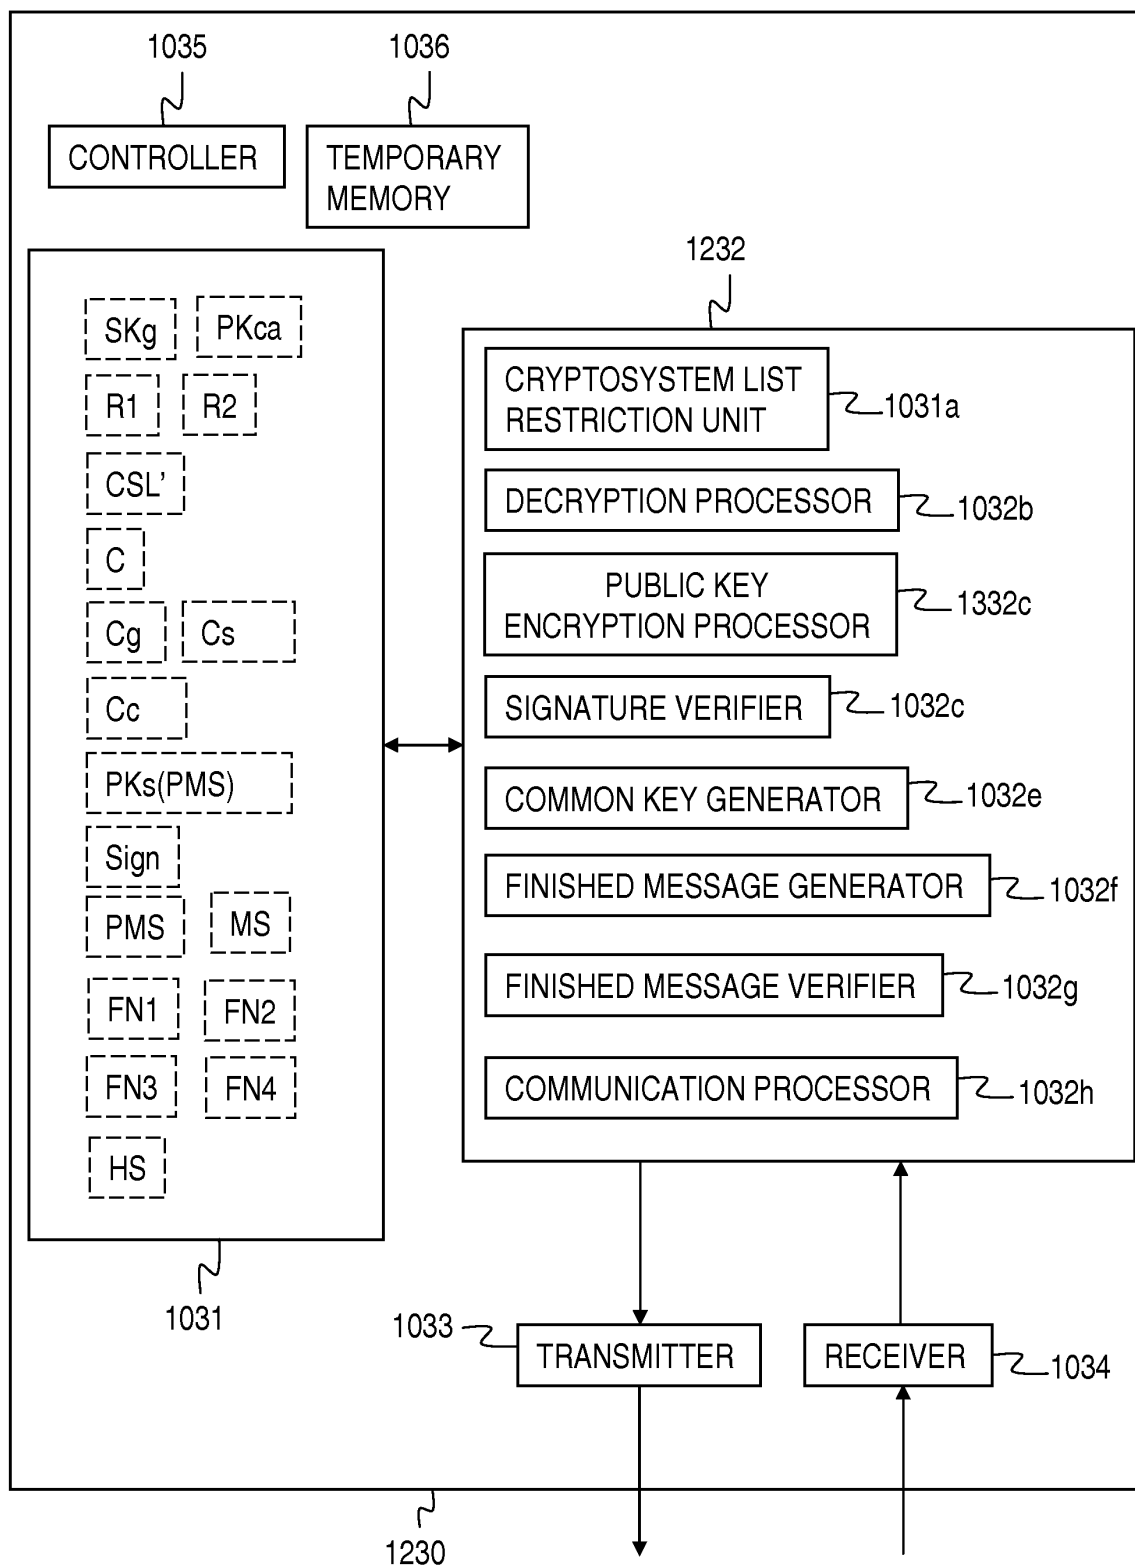 1035
1036
CONTROLLER
TEMPORARY
MEMORY
1232
SKg
PKca
R1
R2
CSL’
C
Cg
Cs
Cc
PKs(PMS)
Sign
PMS
MS
FN1
FN2
FN3
FN4
HS
1031
CRYPTOSYSTEM LIST
RESTRICTION UNIT
1031a
DECRYPTION PROCESSOR
1032b
PUBLIC KEY
ENCRYPTION PROCESSOR
1332c
SIGNATURE VERIFIER
1032c
COMMON KEY GENERATOR
1032e
FINISHED MESSAGE GENERATOR
1032f
FINISHED MESSAGE VERIFIER
1032g
COMMUNICATION PROCESSOR
1032h
1033
TRANSMITTER
RECEIVER
1034
1230